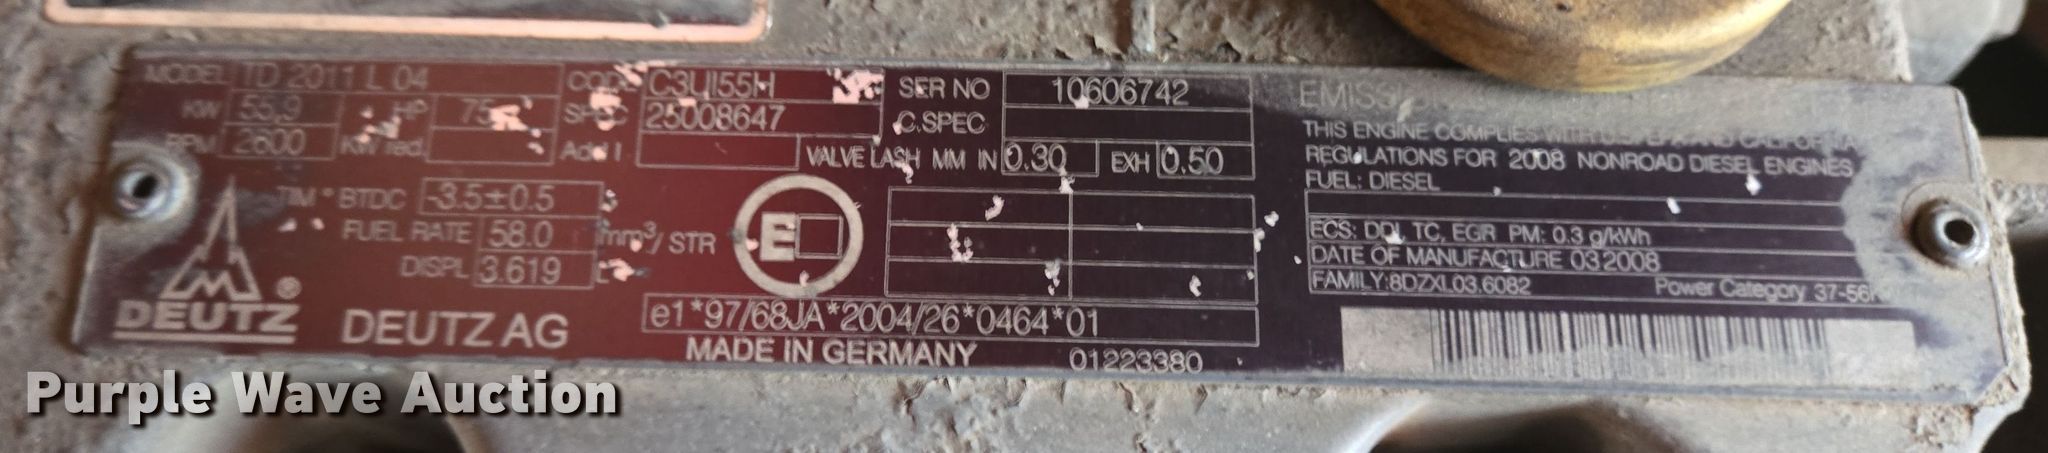 MODEL TD 2011 L 04 CODE C3UI55H SER NO 10606742
KW 55,9 HP 75 SPEC 25008647 C.SPEC
RPM 2600 KW red. Add'l VALVE LASH MM IN 0.30 EXH 0.50
TIM ° BTDC -3.5±0.5
FUEL RATE 58.0 mm³/ STR
DISPL 3.619 L
E
DEUTZ ®
DEUTZ AG
e1*97/68JA*2004/26*0464*01
MADE IN GERMANY 01223380
THIS ENGINE COMPLIES WITH U.S. EPA AND CALIFORNIA
REGULATIONS FOR 2008 NONROAD DIESEL ENGINES
FUEL: DIESEL
ECS: DDI, TC, EGR PM: 0.3 g/kWh
DATE OF MANUFACTURE 03 2008
FAMILY:8DZXL03.6082 Power Category 37-56K
Purple Wave Auction